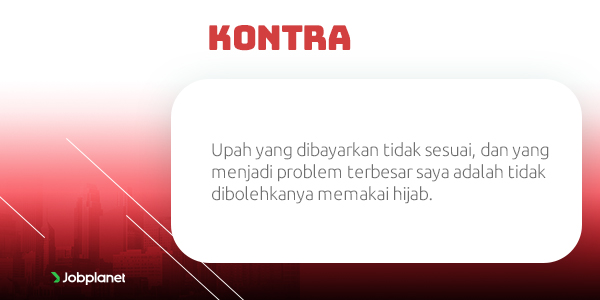 KONTRA
Upah yang dibayarkan tidak sesuai, dan yang
menjadi problem terbesar saya adalah tidak
dibolehkanya memakai hijab.
Jobplanet